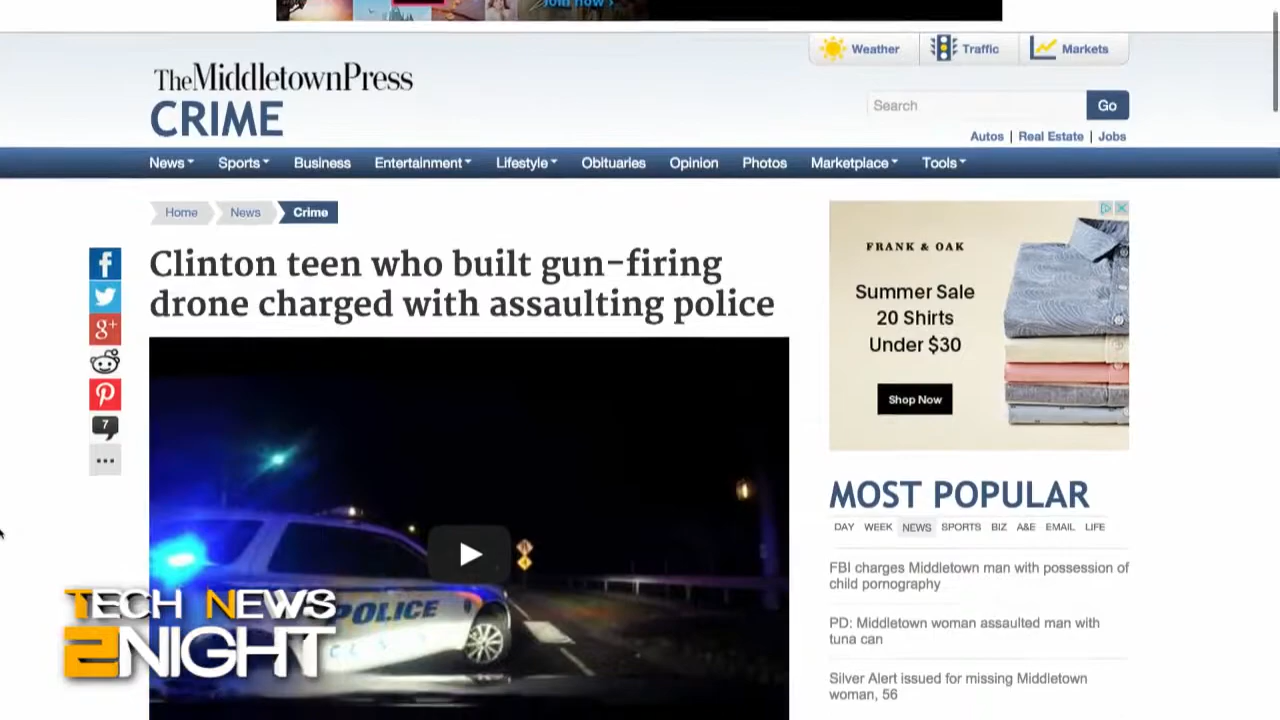 Join now ›
Weather
Traffic
Markets
The Middletown Press
CRIME
Search
Go
Autos | Real Estate | Jobs
News
Sports
Business
Entertainment
Lifestyle
Obituaries
Opinion
Photos
Marketplace
Tools
Home
News
Crime
Clinton teen who built gun-firing
drone charged with assaulting police
f
g+
7
POLICE
TECH NEWS
2NIGHT
FRANK & OAK
Summer Sale
20 Shirts
Under $30
Shop Now
MOST POPULAR
DAY WEEK NEWS SPORTS BIZ A&E EMAIL LIFE
FBI charges Middletown man with possession of
child pornography
PD: Middletown woman assaulted man with
tuna can
Silver Alert issued for missing Middletown
woman, 56